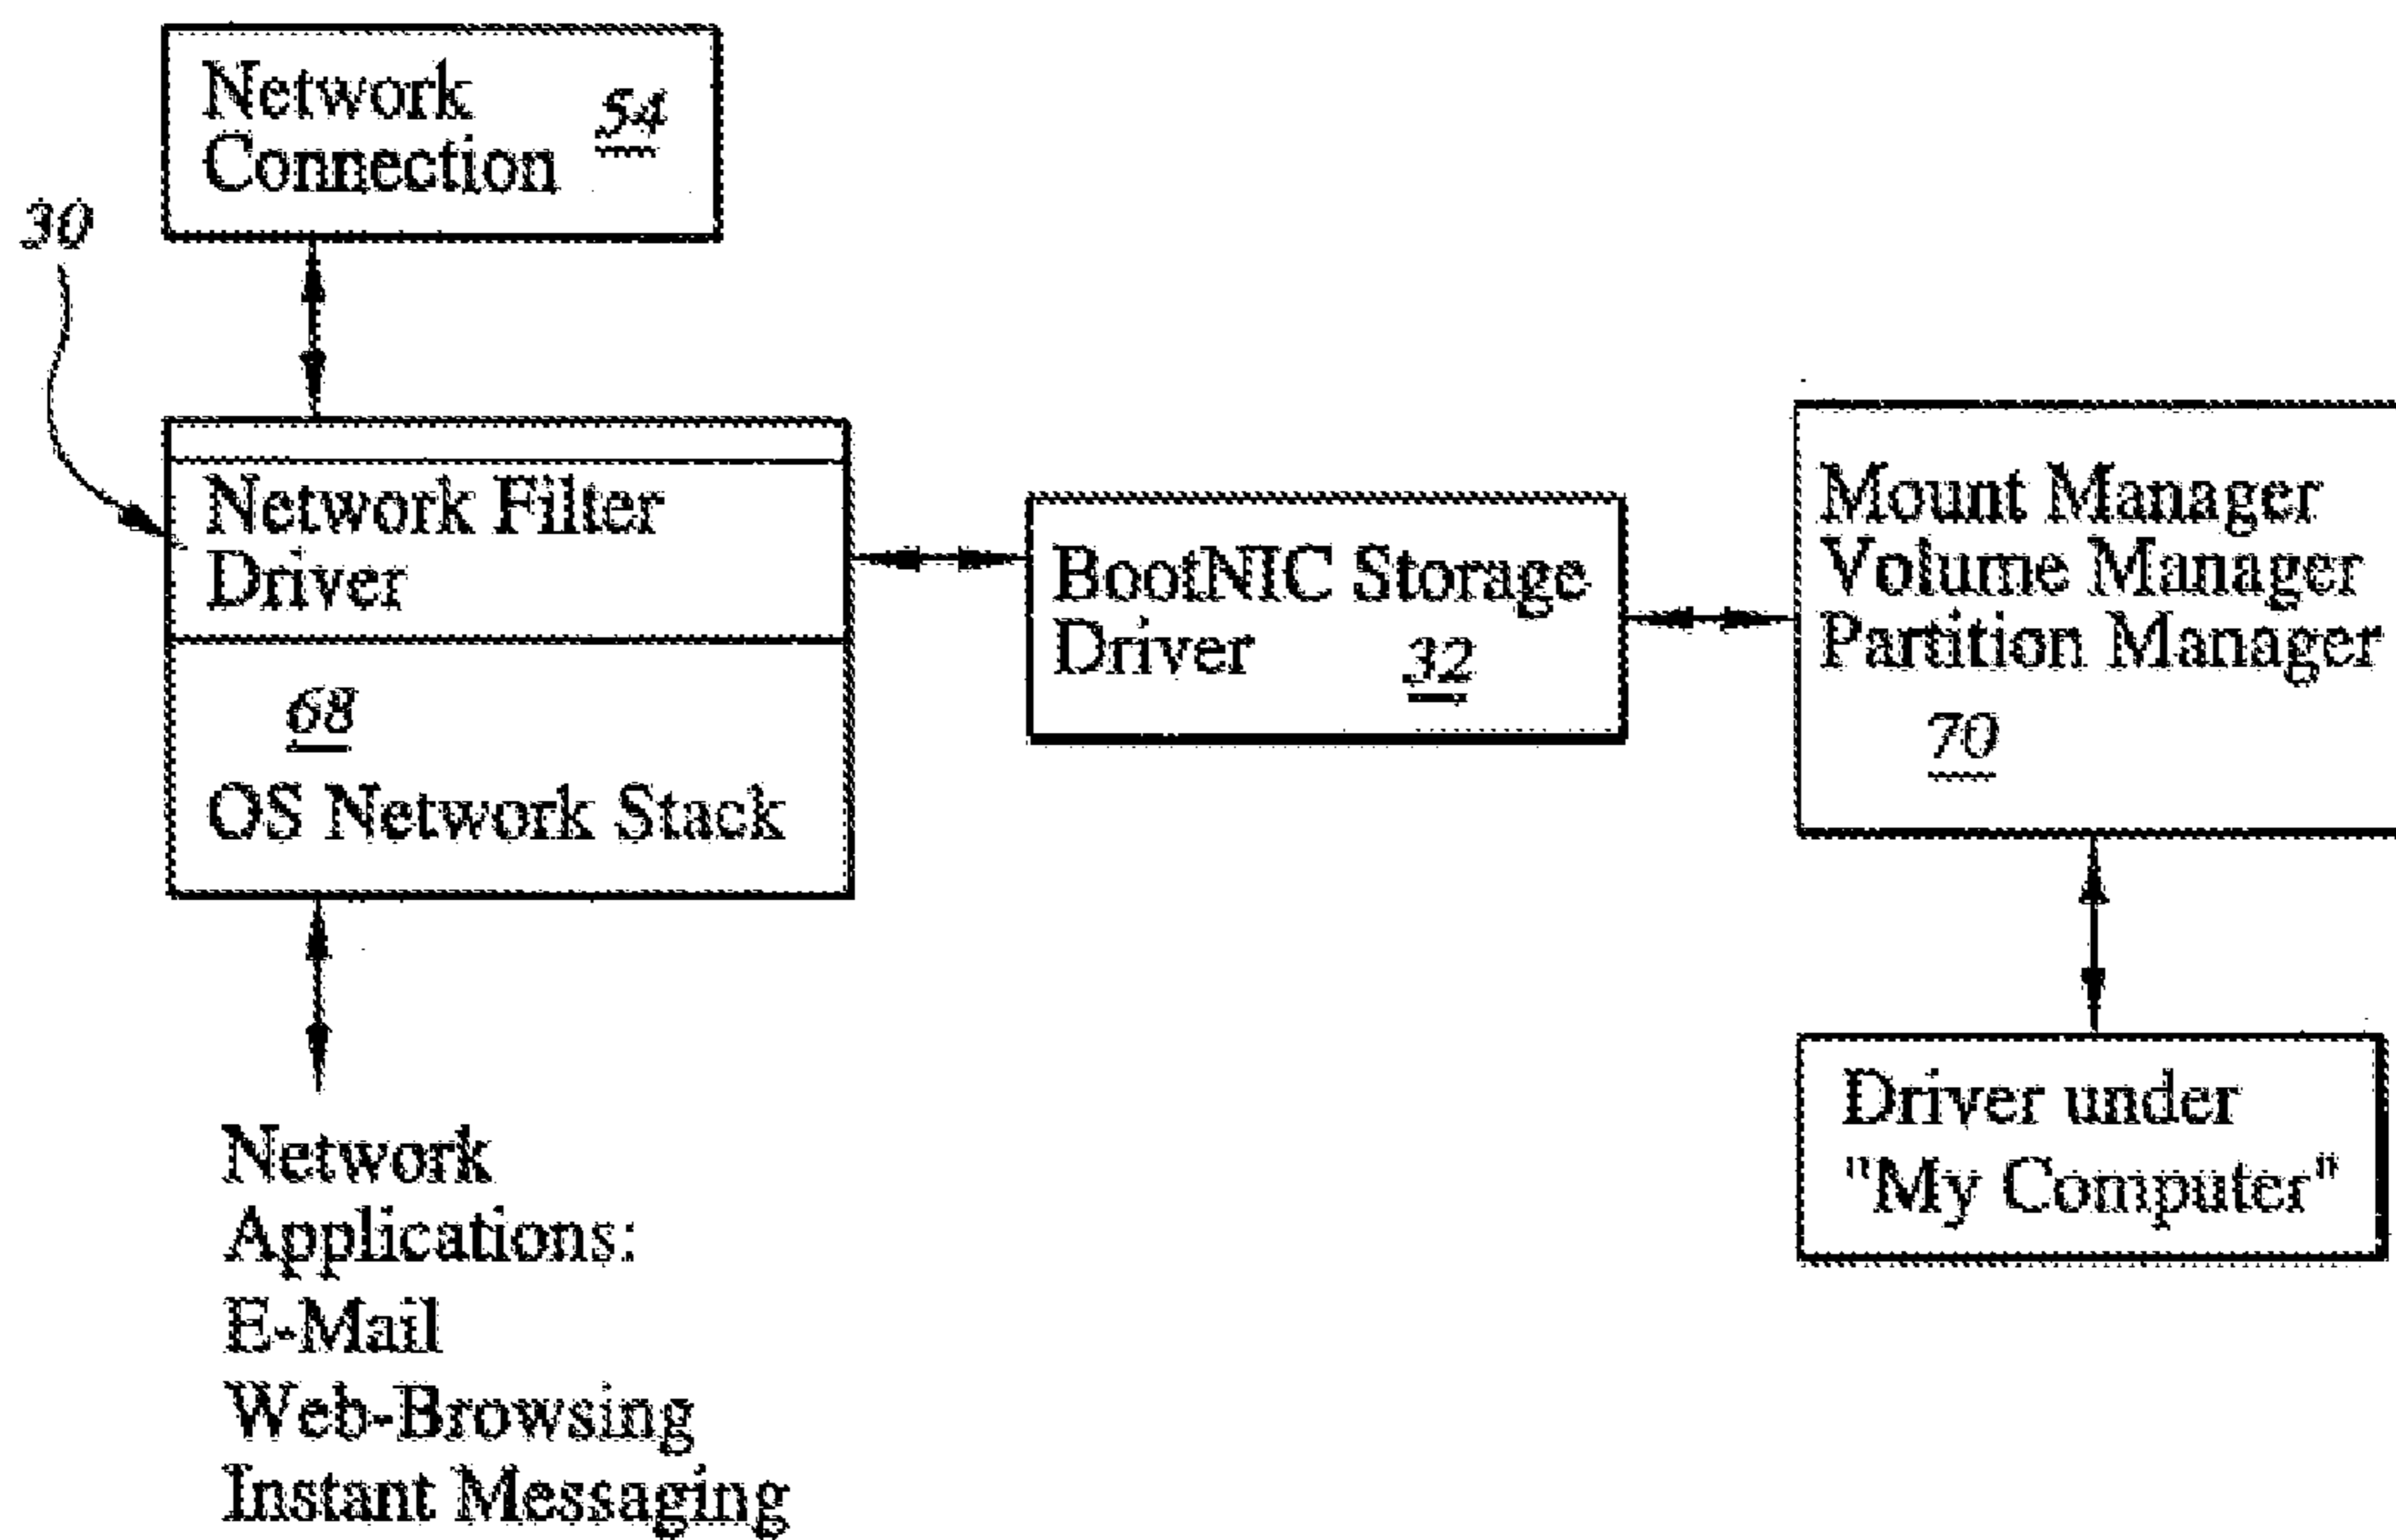 Network
Connection 54
30
Network Filter
Driver
68
OS Network Stack
BootNIC Storage
Driver 32
Mount Manager
Volume Manager
Partition Manager
70
Driver under
"My Computer"
Network
Applications:
E-Mail
Web-Browsing
Instant Messaging